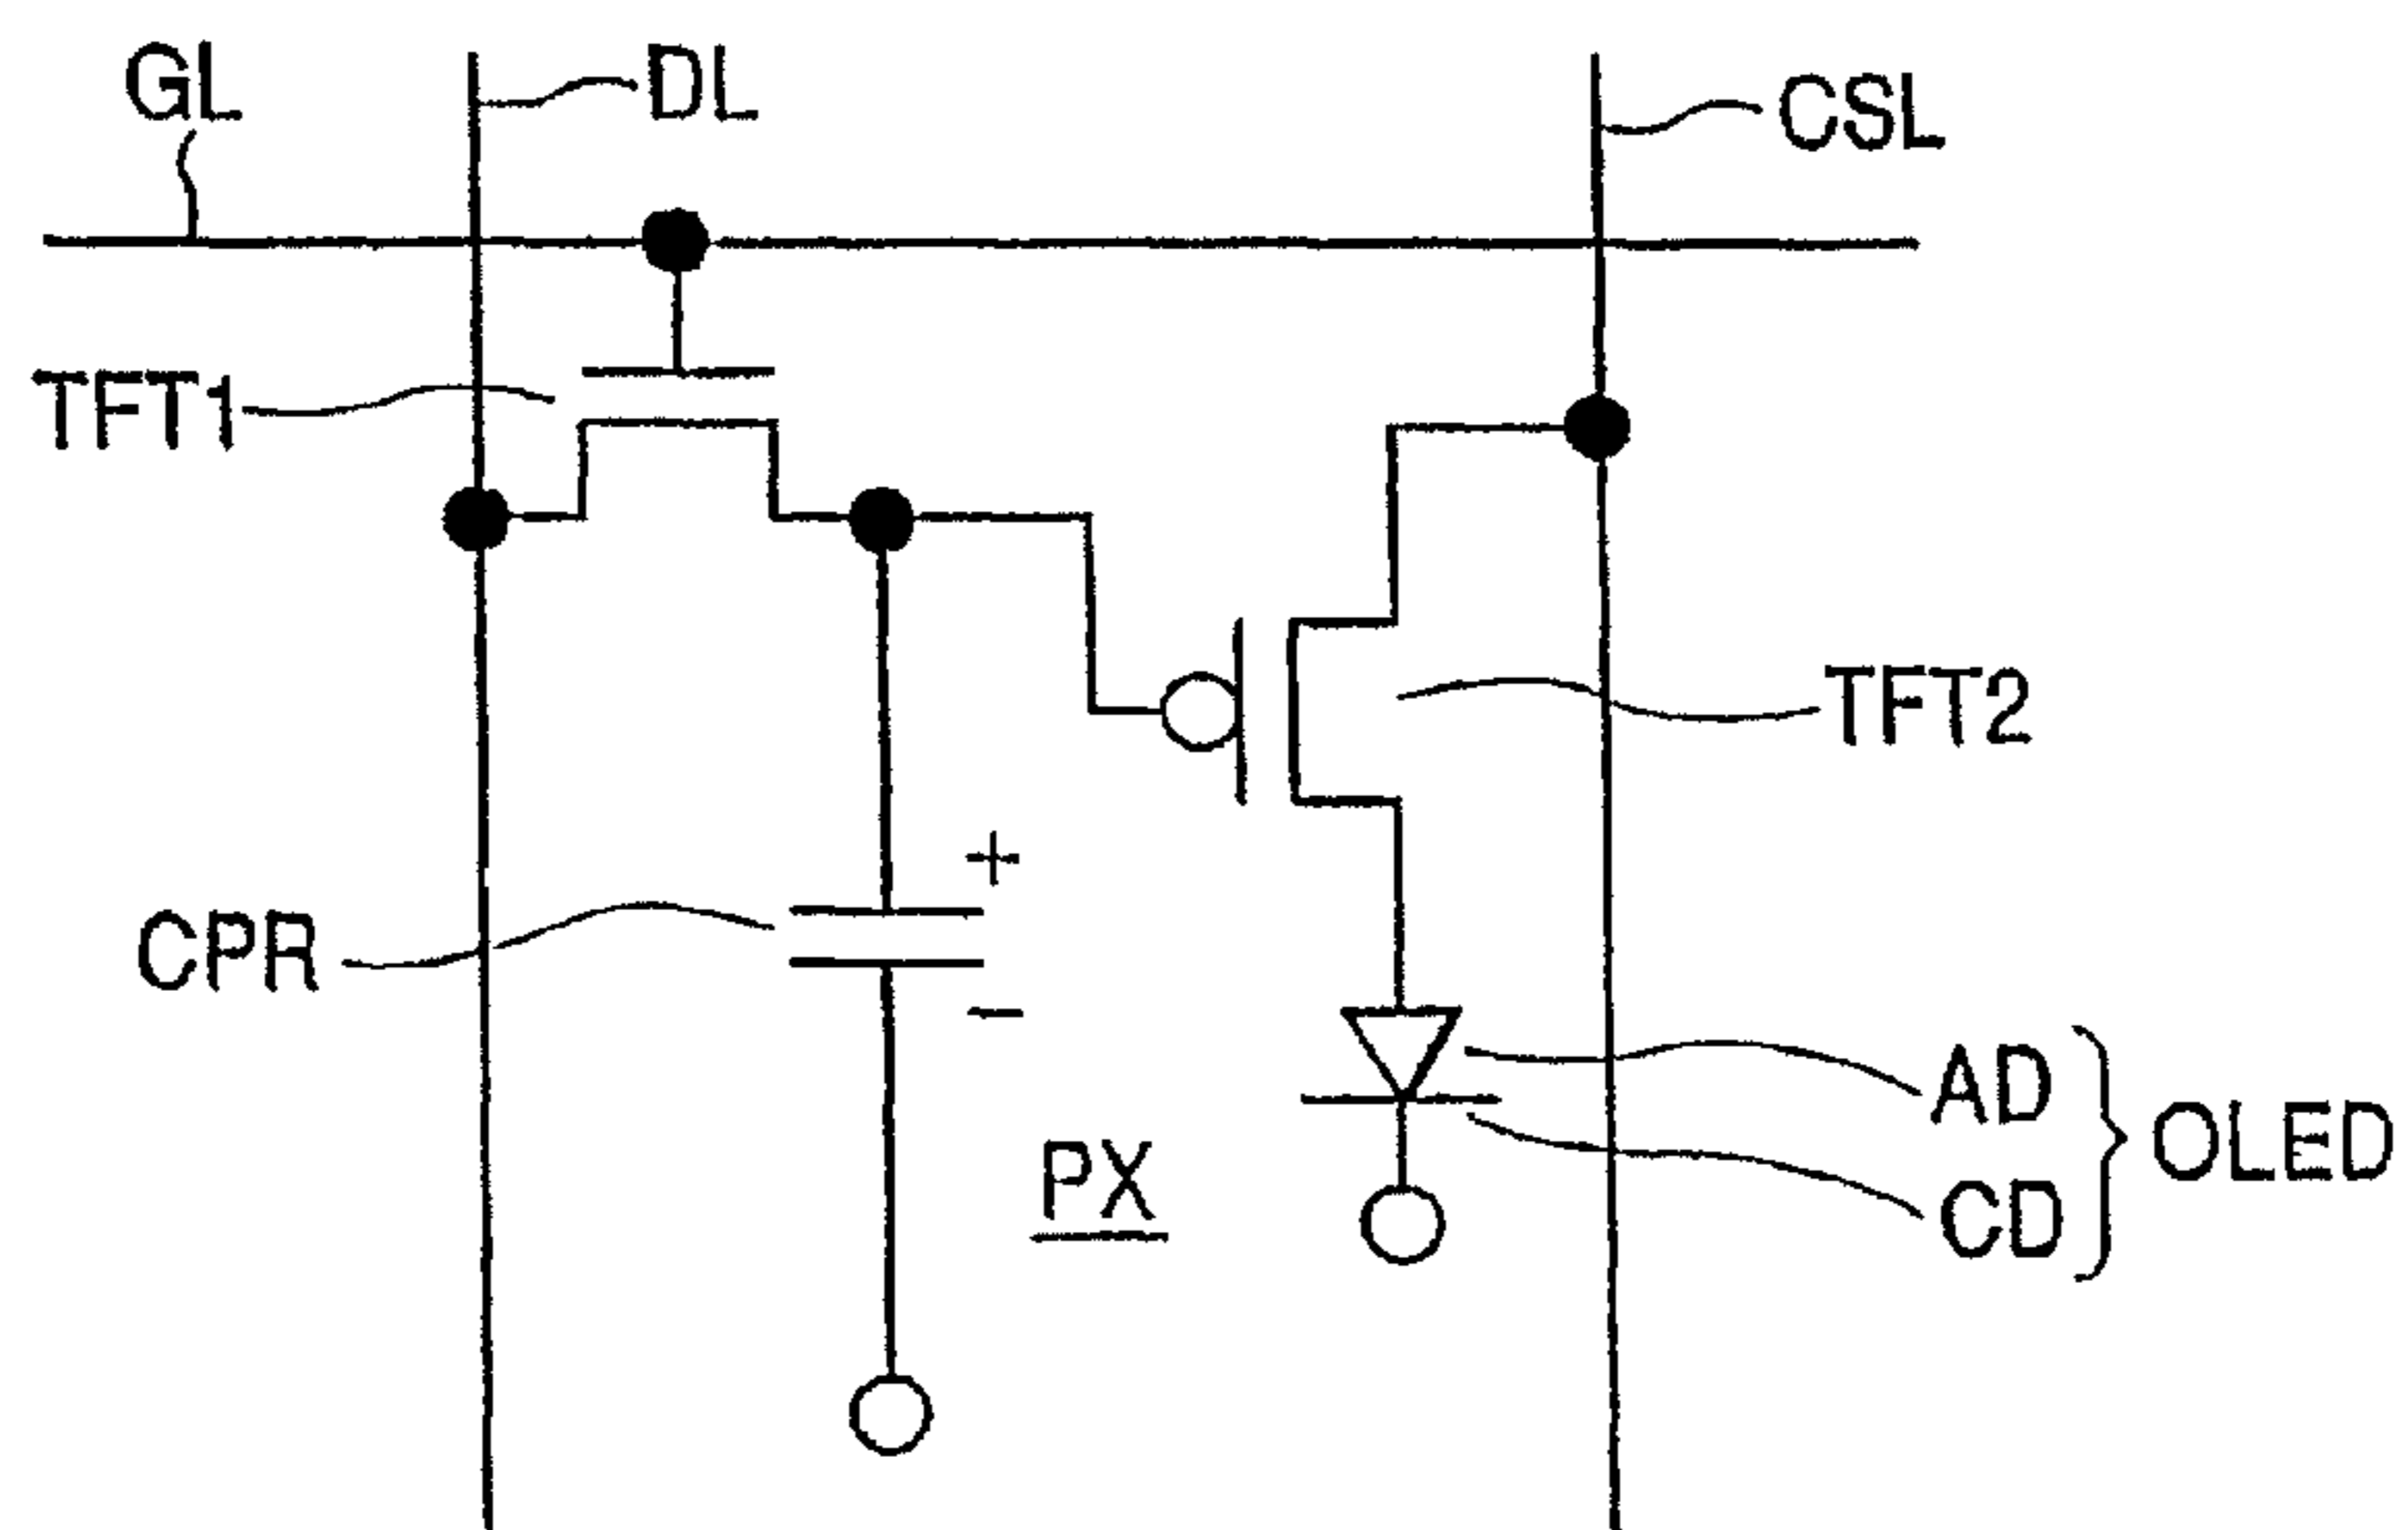 GL
DL
CSL
TFT1
TFT2
+
CPR
−
AD
OLED
PX
CD